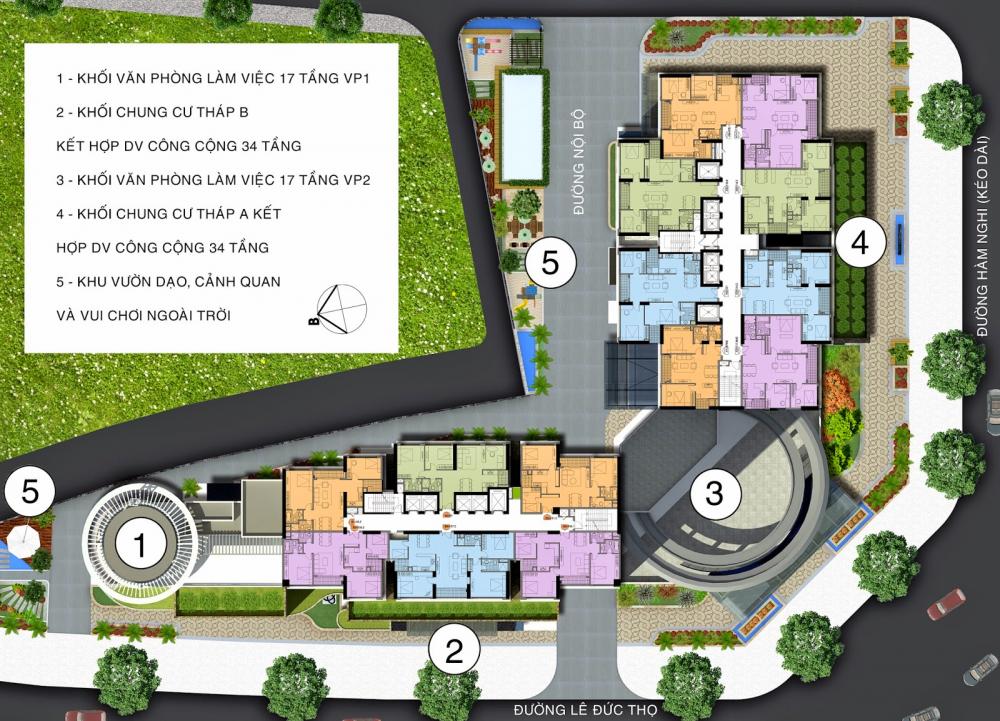 1 - KHỐI VĂN PHÒNG LÀM VIỆC 17 TẦNG VP1
2 - KHỐI CHUNG CƯ THÁP B
KẾT HỢP DV CÔNG CỘNG 34 TẦNG
3 - KHỐI VĂN PHÒNG LÀM VIỆC 17 TẦNG VP2
4 - KHỐI CHUNG CƯ THÁP A KẾT
HỢP DV CÔNG CỘNG 34 TẦNG
5 - KHU VƯỜN DẠO, CẢNH QUAN
VÀ VUI CHƠI NGOÀI TRỜI
B
ĐƯỜNG NỘI BỘ
5
4
ĐƯỜNG HÀM NGHI (KÉO DÀI)
5
1
3
2
ĐƯỜNG LÊ ĐỨC THỌ